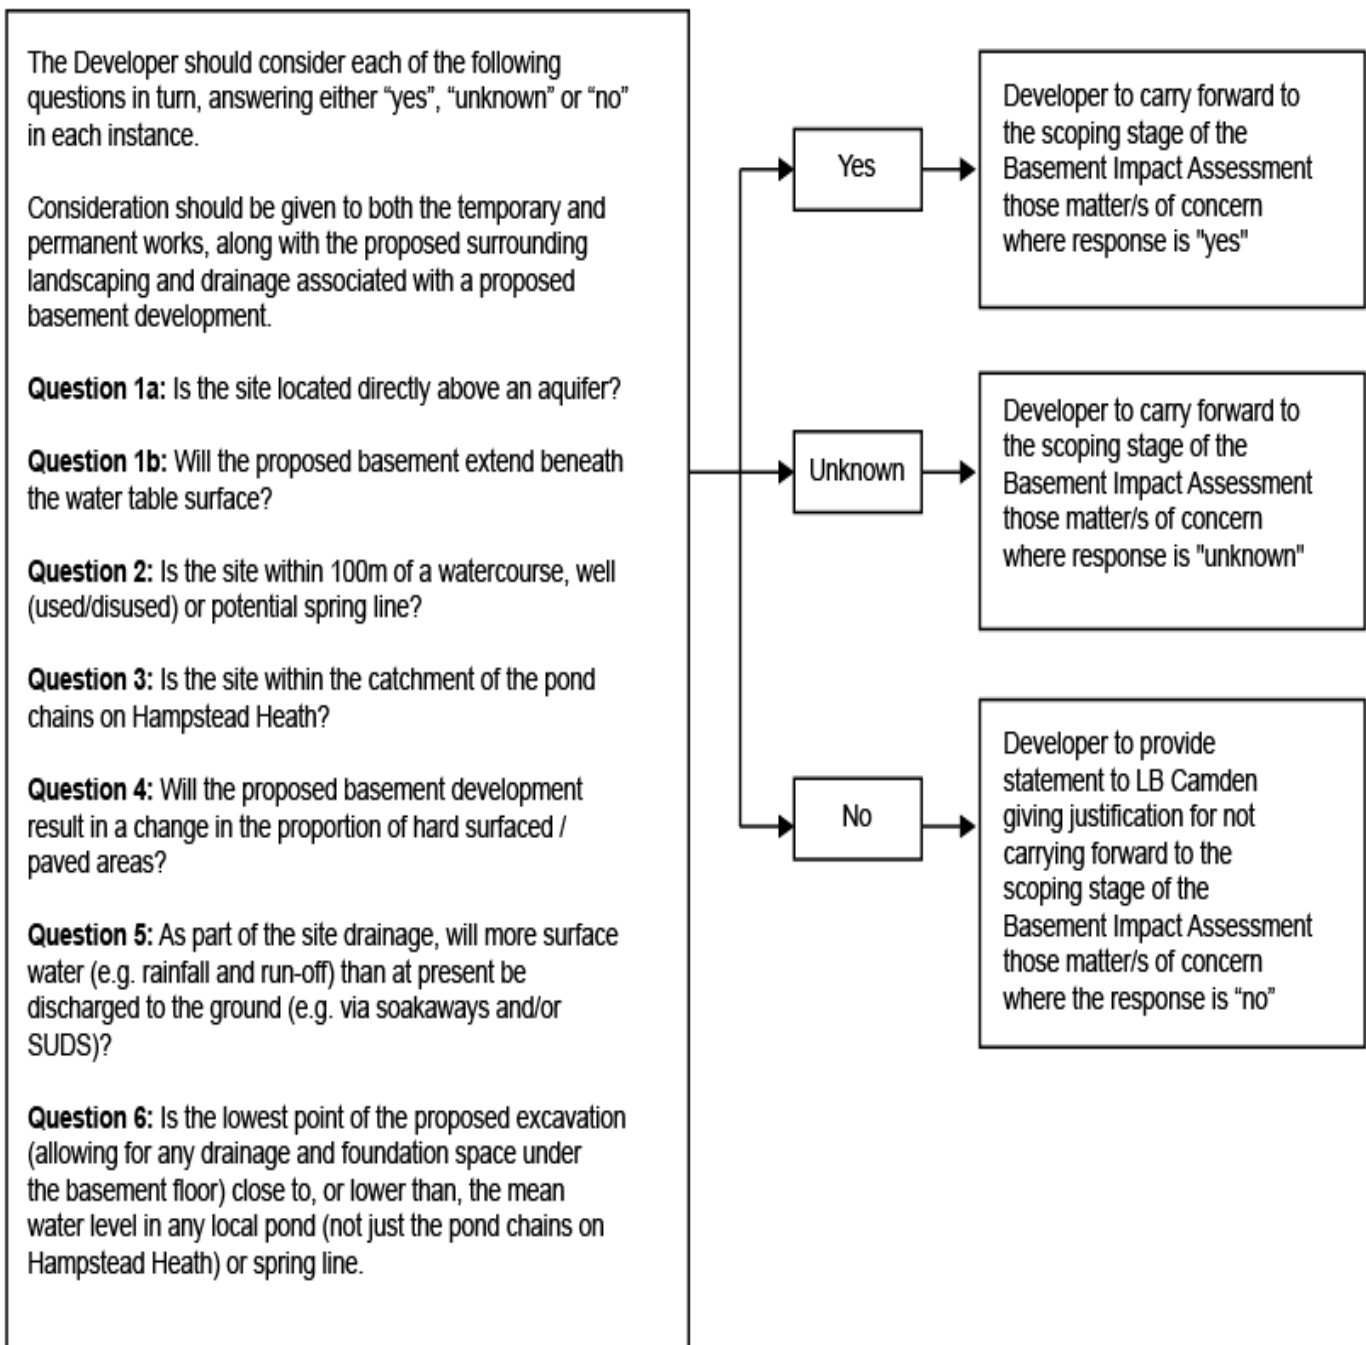 The Developer should consider each of the following
questions in turn, answering either “yes”, “unknown” or “no”
in each instance.
Consideration should be given to both the temporary and
permanent works, along with the proposed surrounding
landscaping and drainage associated with a proposed
basement development.
Question 1a: Is the site located directly above an aquifer?
Question 1b: Will the proposed basement extend beneath
the water table surface?
Question 2: Is the site within 100m of a watercourse, well
(used/disused) or potential spring line?
Question 3: Is the site within the catchment of the pond
chains on Hampstead Heath?
Question 4: Will the proposed basement development
result in a change in the proportion of hard surfaced /
paved areas?
Question 5: As part of the site drainage, will more surface
water (e.g. rainfall and run-off) than at present be
discharged to the ground (e.g. via soakaways and/or
SUDS)?
Question 6: Is the lowest point of the proposed excavation
(allowing for any drainage and foundation space under
the basement floor) close to, or lower than, the mean
water level in any local pond (not just the pond chains on
Hampstead Heath) or spring line.
Yes
Developer to carry forward to
the scoping stage of the
Basement Impact Assessment
those matter/s of concern
where response is "yes"
Unknown
Developer to carry forward to
the scoping stage of the
Basement Impact Assessment
those matter/s of concern
where response is "unknown"
No
Developer to provide
statement to LB Camden
giving justification for not
carrying forward to the
scoping stage of the
Basement Impact Assessment
those matter/s of concern
where the response is “no”